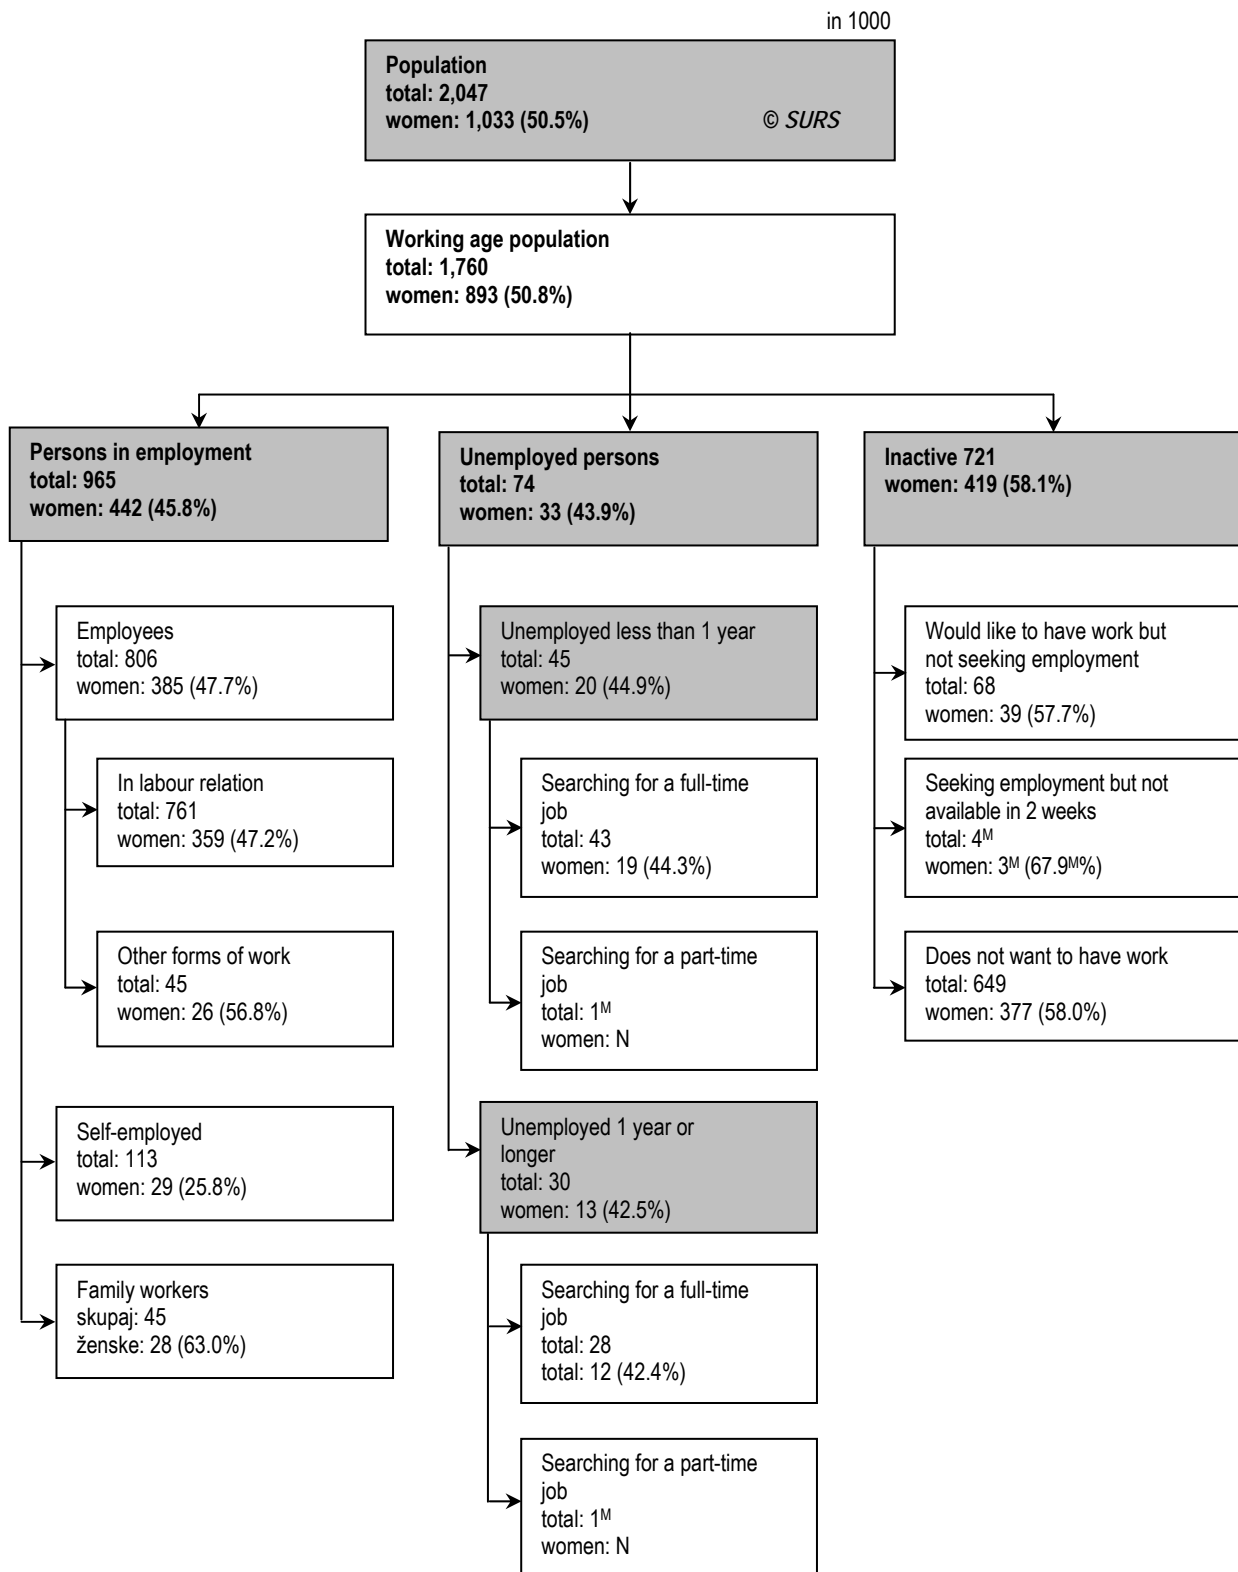 in 1000
Population
total: 2,047
women: 1,033 (50.5%)
© SURS
Working age population
total: 1,760
women: 893 (50.8%)
Persons in employment
total: 965
women: 442 (45.8%)
Employees
total: 806
women: 385 (47.7%)
In labour relation
total: 761
women: 359 (47.2%)
Other forms of work
total: 45
women: 26 (56.8%)
Self-employed
total: 113
women: 29 (25.8%)
Family workers
skupaj: 45
ženske: 28 (63.0%)
Unemployed persons
total: 74
women: 33 (43.9%)
Unemployed less than 1 year
total: 45
women: 20 (44.9%)
Searching for a full-time
job
total: 43
women: 19 (44.3%)
Searching for a part-time
job
total: 1ᴹ
women: N
Unemployed 1 year or
longer
total: 30
women: 13 (42.5%)
Searching for a full-time
job
total: 28
total: 12 (42.4%)
Searching for a part-time
job
total: 1ᴹ
women: N
Inactive 721
women: 419 (58.1%)
Would like to have work but
not seeking employment
total: 68
women: 39 (57.7%)
Seeking employment but not
available in 2 weeks
total: 4ᴹ
women: 3ᴹ (67.9ᴹ%)
Does not want to have work
total: 649
women: 377 (58.0%)